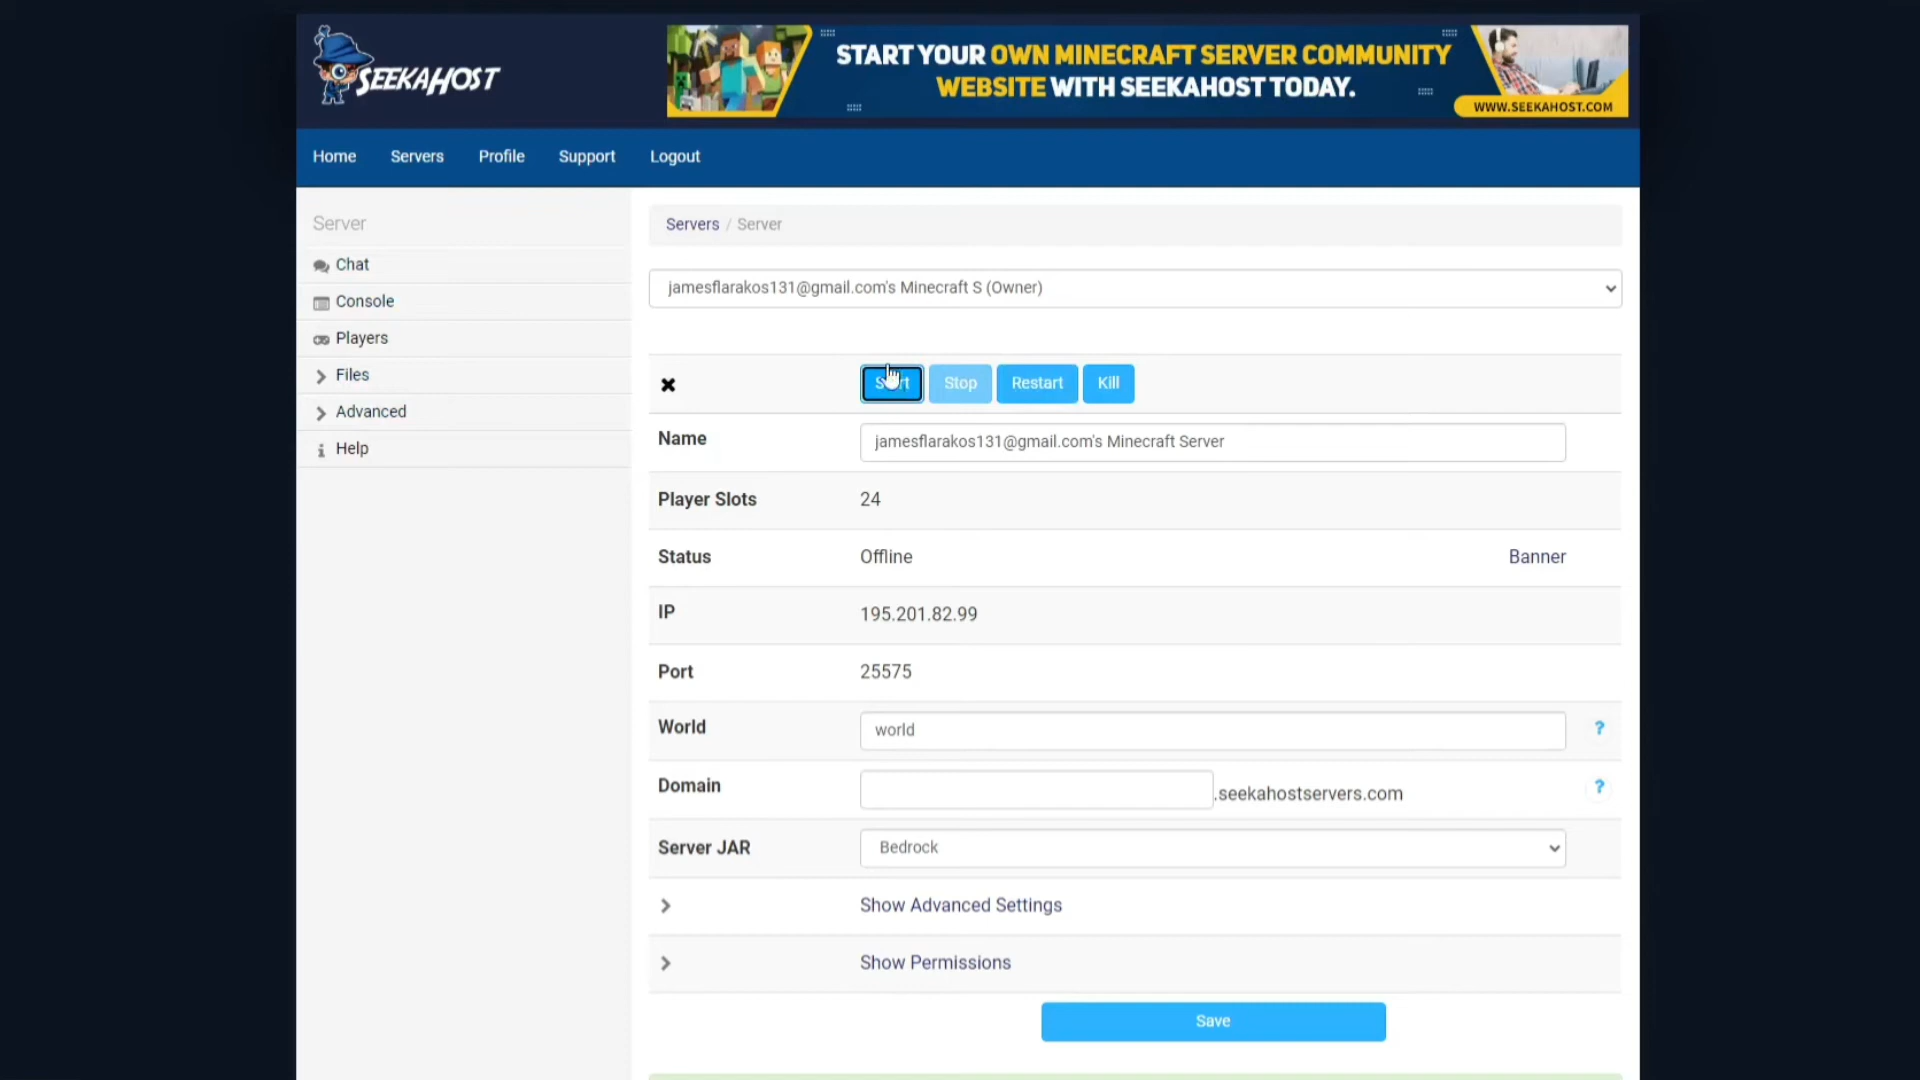 SEEKAHOST
START YOUR OWN MINECRAFT SERVER COMMUNITY
WEBSITE WITH SEEKAHOST TODAY.
WWW.SEEKAHOST.COM
Home Servers Profile Support Logout
Server
Chat
Console
Players
Files
Advanced
Help
Servers / Server
jamesflarakos131@gmail.com's Minecraft S (Owner)
Stop Restart Kill
Name jamesflarakos131@gmail.com's Minecraft Server
Player Slots 24
Status Offline Banner
IP 195.201.82.99
Port 25575
World world ?
Domain .seekahostservers.com ?
Server JAR Bedrock
Show Advanced Settings
Show Permissions
Save